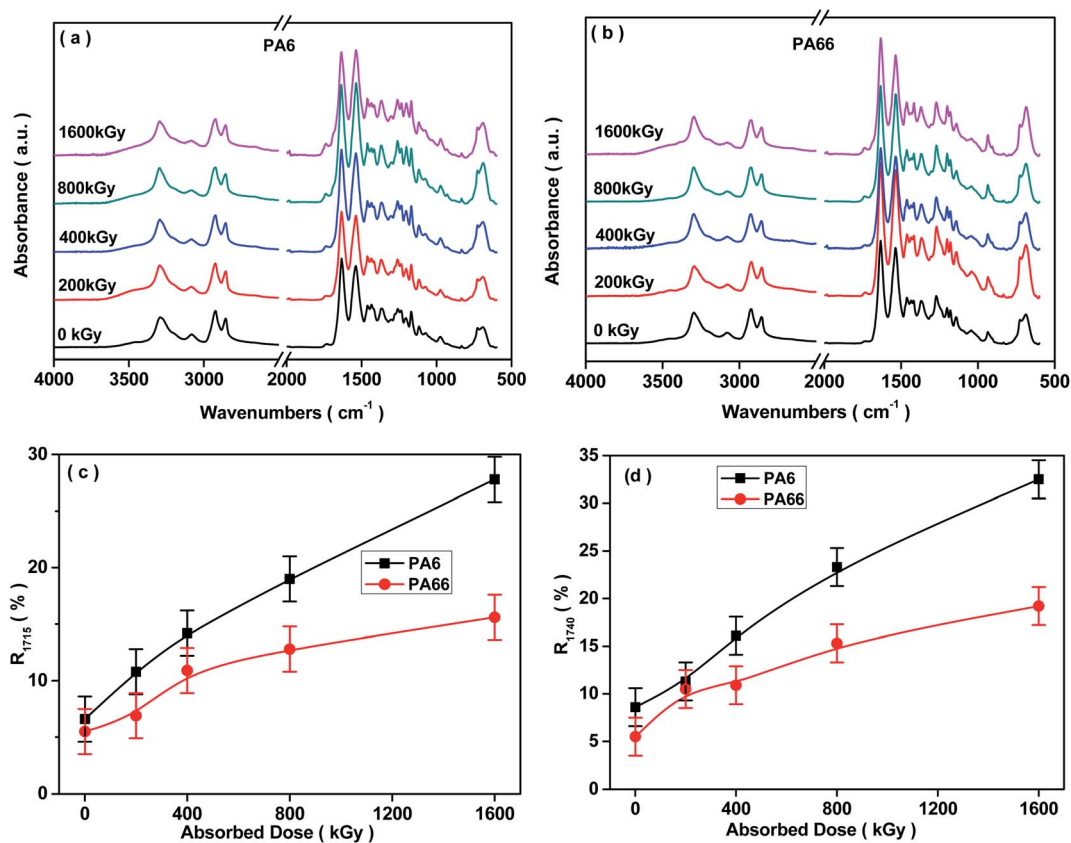 ( a )
PA6
Absorbance ( a.u. )
1600kGy
800kGy
400kGy
200kGy
0 kGy
4000 3500 3000 2000 1500 1000 500
Wavenumbers ( cm⁻¹ )
( b )
PA66
Absorbance ( a.u. )
1600kGy
800kGy
400kGy
200kGy
0 kGy
4000 3500 3000 2000 1500 1000 500
Wavenumbers ( cm⁻¹ )
( c )
R₁₇₁₅ ( % )
30
20
10
0
PA6
PA66
0 400 800 1200 1600
Absorbed Dose ( kGy )
(d)
R₁₇₄₀ ( % )
35
30
25
20
15
10
5
0
PA6
PA66
0 400 800 1200 1600
Absorbed Dose ( kGy )